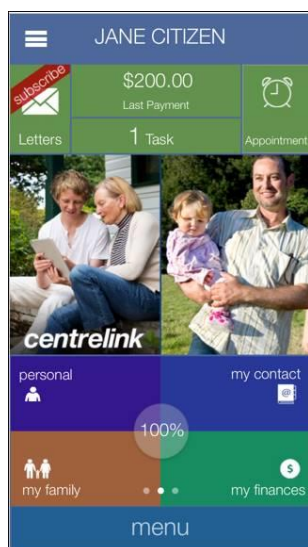 JANE CITIZEN
subscribe
$200.00
Last Payment
Letters
1 Task
Appointment
centrelink
personal
my contact
@
100%
$
my family
my finances
menu